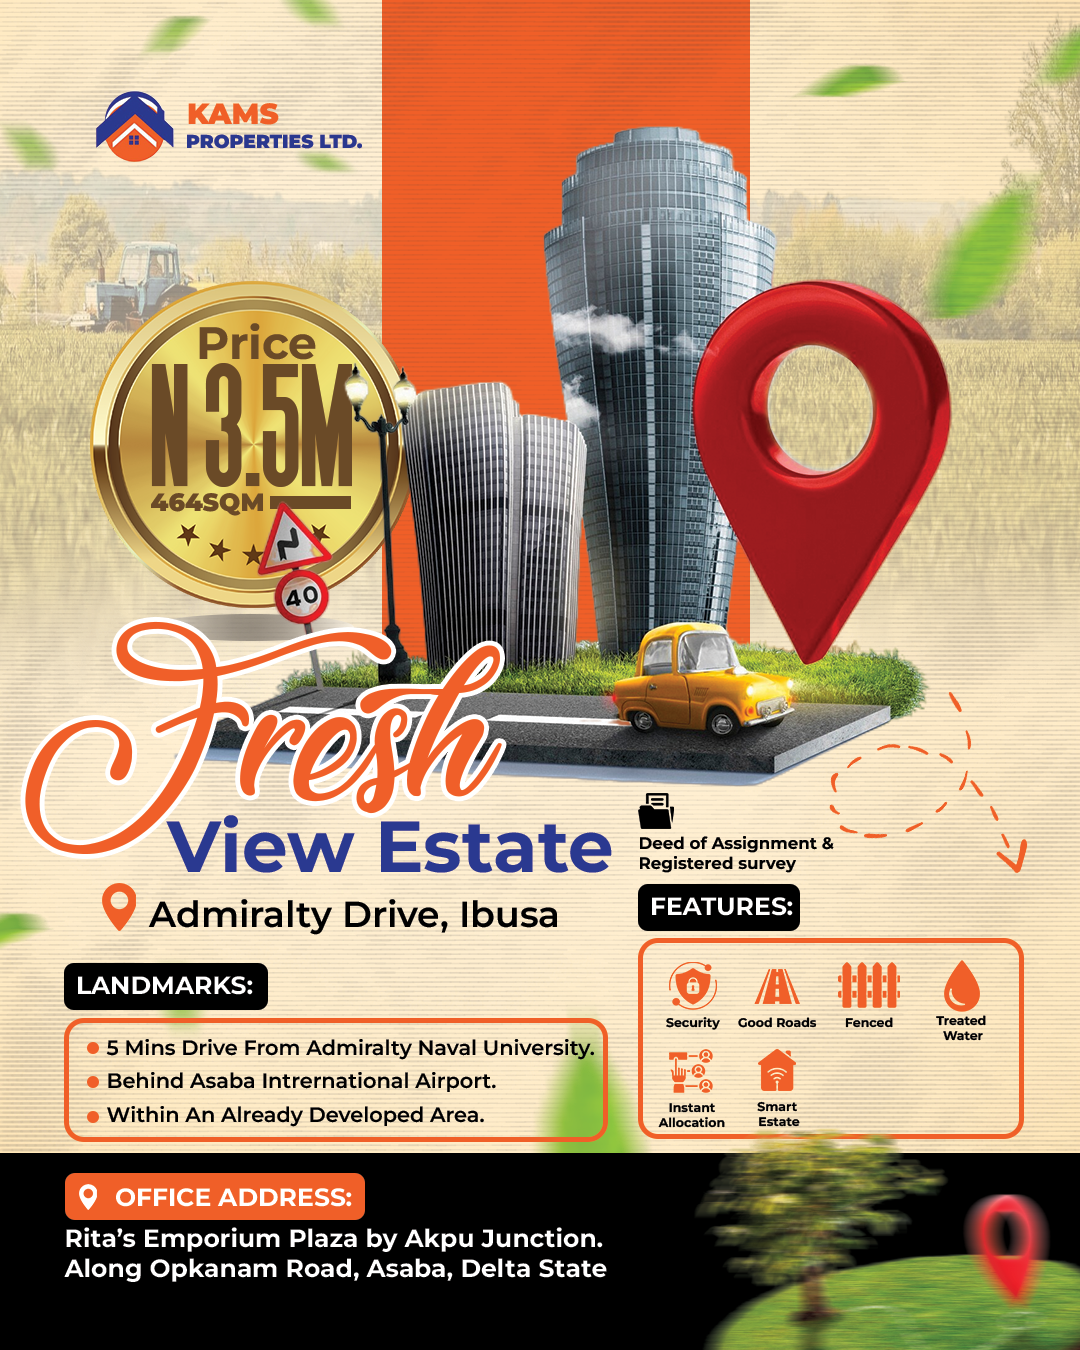 KAMS
PROPERTIES LTD.
Price
N 3.5M
464SQM
40
Fresh
View Estate
Admiralty Drive, Ibusa
Deed of Assignment &
Registered survey
FEATURES:
Security
Good Roads
Fenced
Treated
Water
Instant
Allocation
Smart
Estate
LANDMARKS:
5 Mins Drive From Admiralty Naval University.
Behind Asaba Intrernational Airport.
Within An Already Developed Area.
OFFICE ADDRESS:
Rita’s Emporium Plaza by Akpu Junction.
Along Opkanam Road, Asaba, Delta State